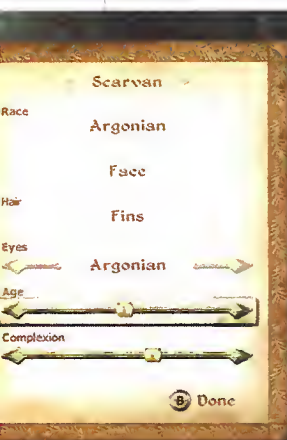 Scarvan
Race
Argonian
Face
Hair
Fins
Eyes
Argonian
Age
Complexion
B Done